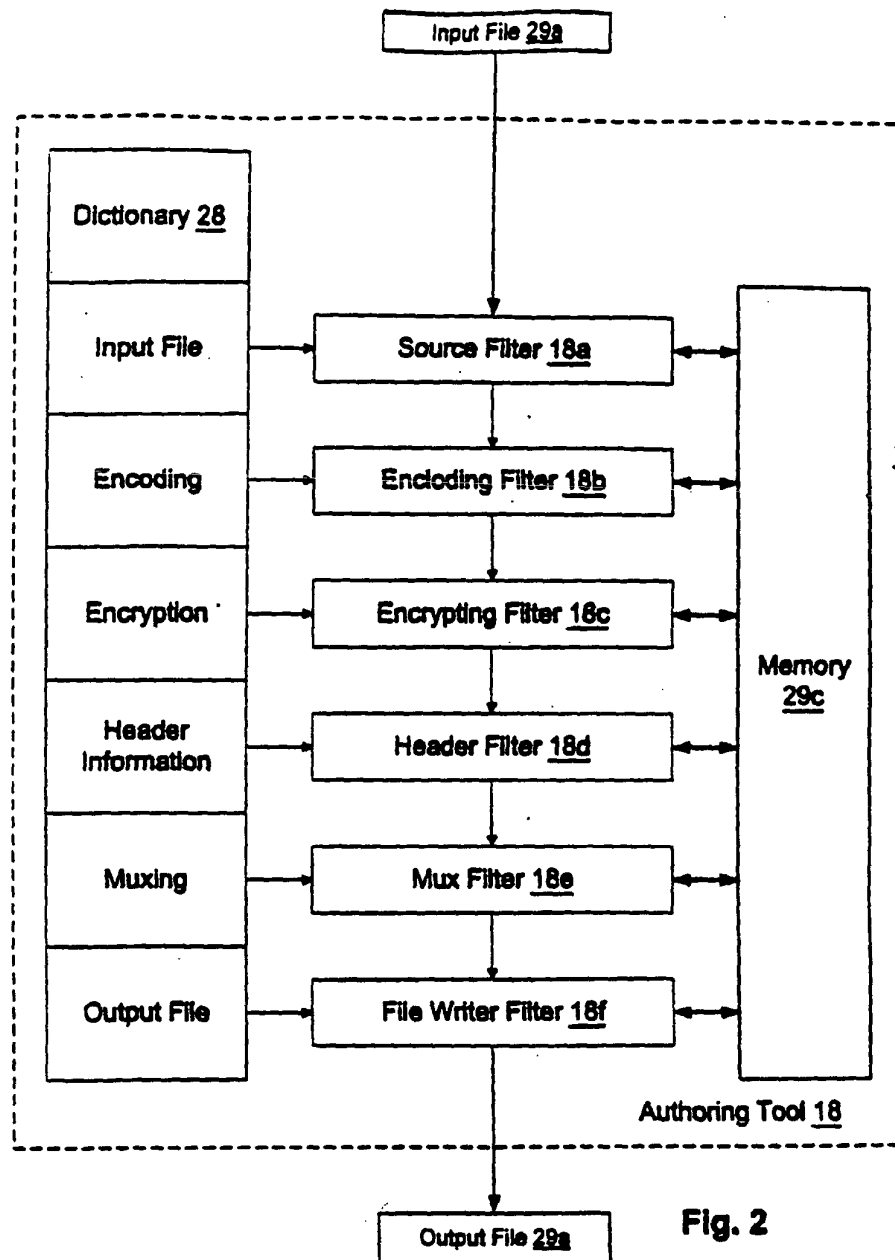 Input File 29a
Dictionary 28
Input File
Source Filter 18a
Encoding
Encloding Filter 18b
Encryption
Encrypting Filter 18c
Memory
29c
Header
Information
Header Filter 18d
Muxing
Mux Filter 18e
Output File
File Writer Filter 18f
Authoring Tool 18
Output File 29a
Fig. 2